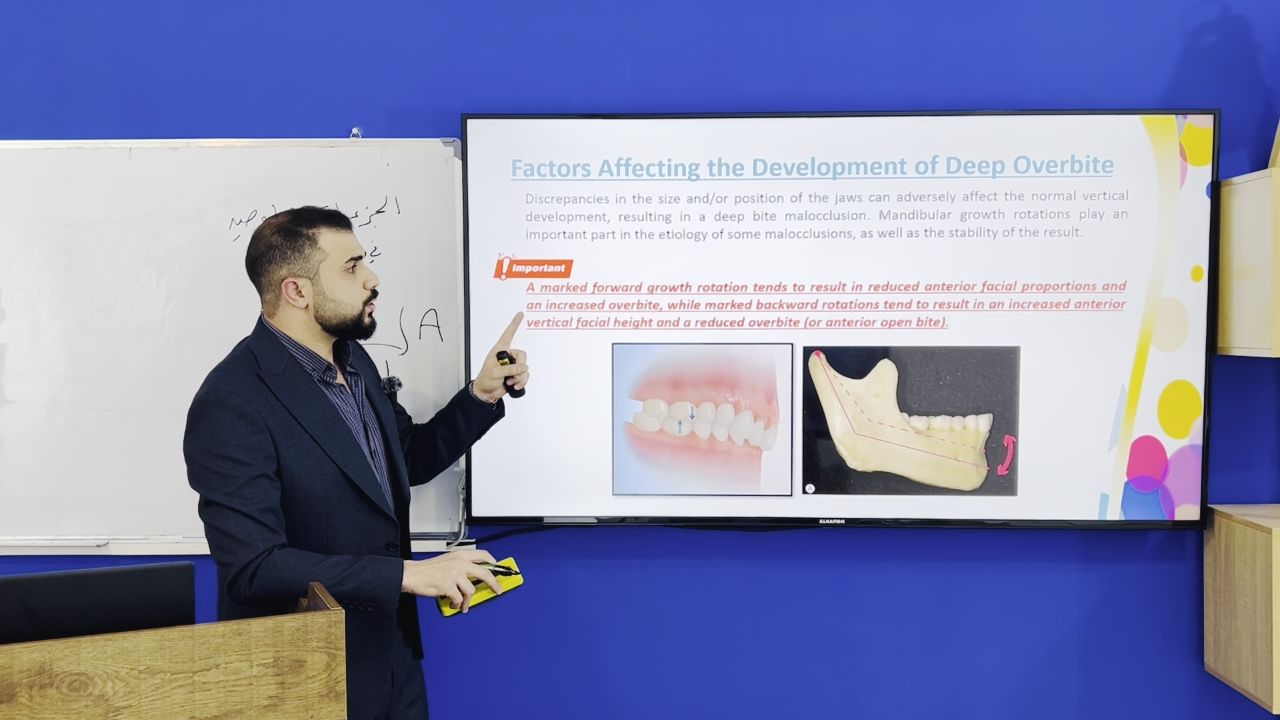 A
Factors Affecting the Development of Deep Overbite
Discrepancies in the size and/or position of the jaws can adversely affect the normal vertical
development, resulting in a deep bite malocclusion. Mandibular growth rotations play an
important part in the etiology of some malocclusions, as well as the stability of the result.
Important
A marked forward growth rotation tends to result in reduced anterior facial proportions and
an increased overbite, while marked backward rotations tend to result in an increased anterior
vertical facial height and a reduced overbite (or anterior open bite).
ALHAFIDH